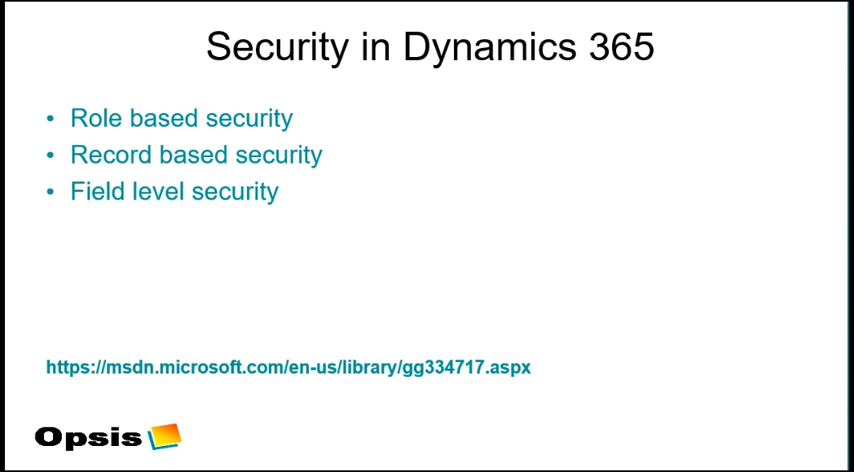 Security in Dynamics 365
• Role based security
• Record based security
• Field level security
https://msdn.microsoft.com/en-us/library/gg334717.aspx
Opsis